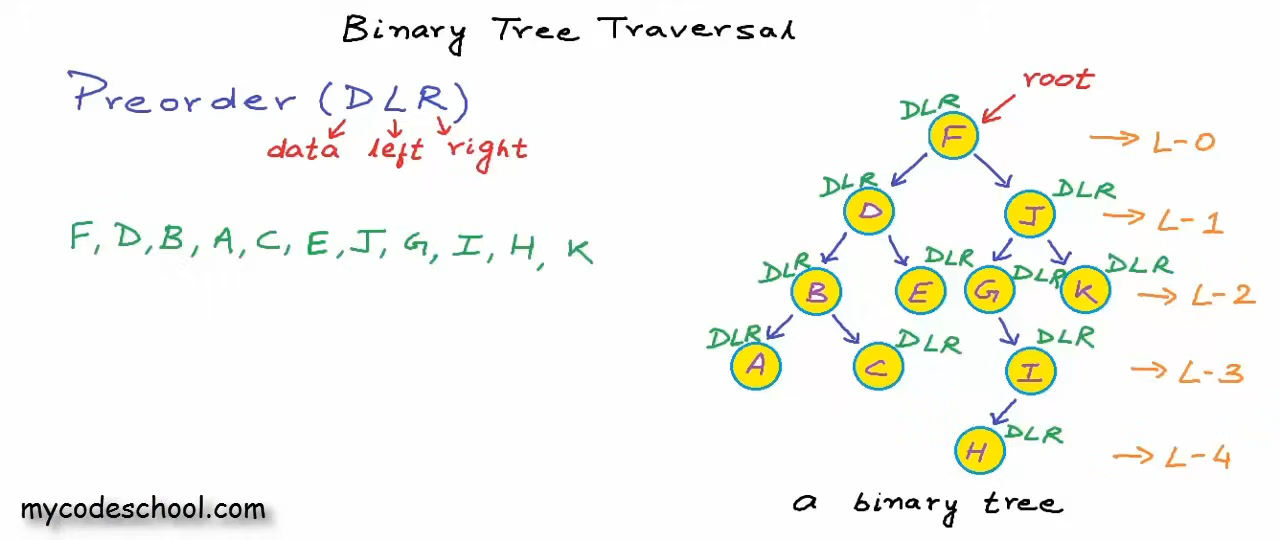 Binary Tree Traversal
Preorder (DLR)
data left right
F, D, B, A, C, E, J, G, I, H, K
root
DLR
F
L-0
DLR
DLR
D
J
L-1
DLR
DLR
DLR
DLR
B
E
G
K
L-2
DLR
DLR
DLR
A
C
I
L-3
DLR
H
L-4
a binary tree
mycodeschool.com